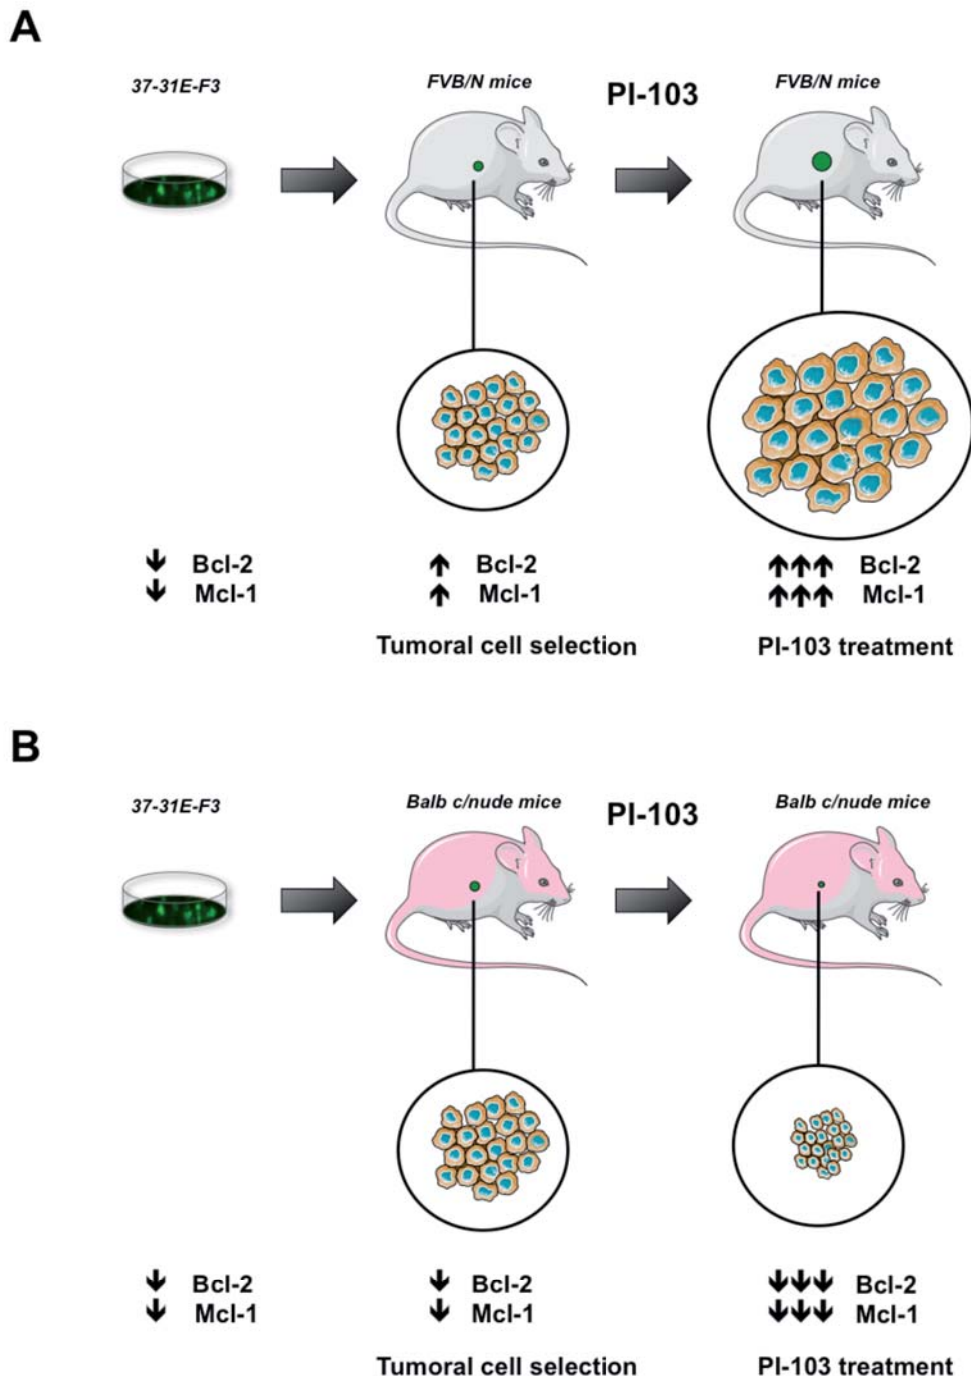 A
37-31E-F3
FVB/N mice
PI-103
FVB/N mice
↓ Bcl-2
↓ Mcl-1
↑ Bcl-2
↑ Mcl-1
↑↑↑ Bcl-2
↑↑↑ Mcl-1
Tumoral cell selection
PI-103 treatment
B
37-31E-F3
Balb c/nude mice
PI-103
Balb c/nude mice
↓ Bcl-2
↓ Mcl-1
↓ Bcl-2
↓ Mcl-1
↓↓↓ Bcl-2
↓↓↓ Mcl-1
Tumoral cell selection
PI-103 treatment